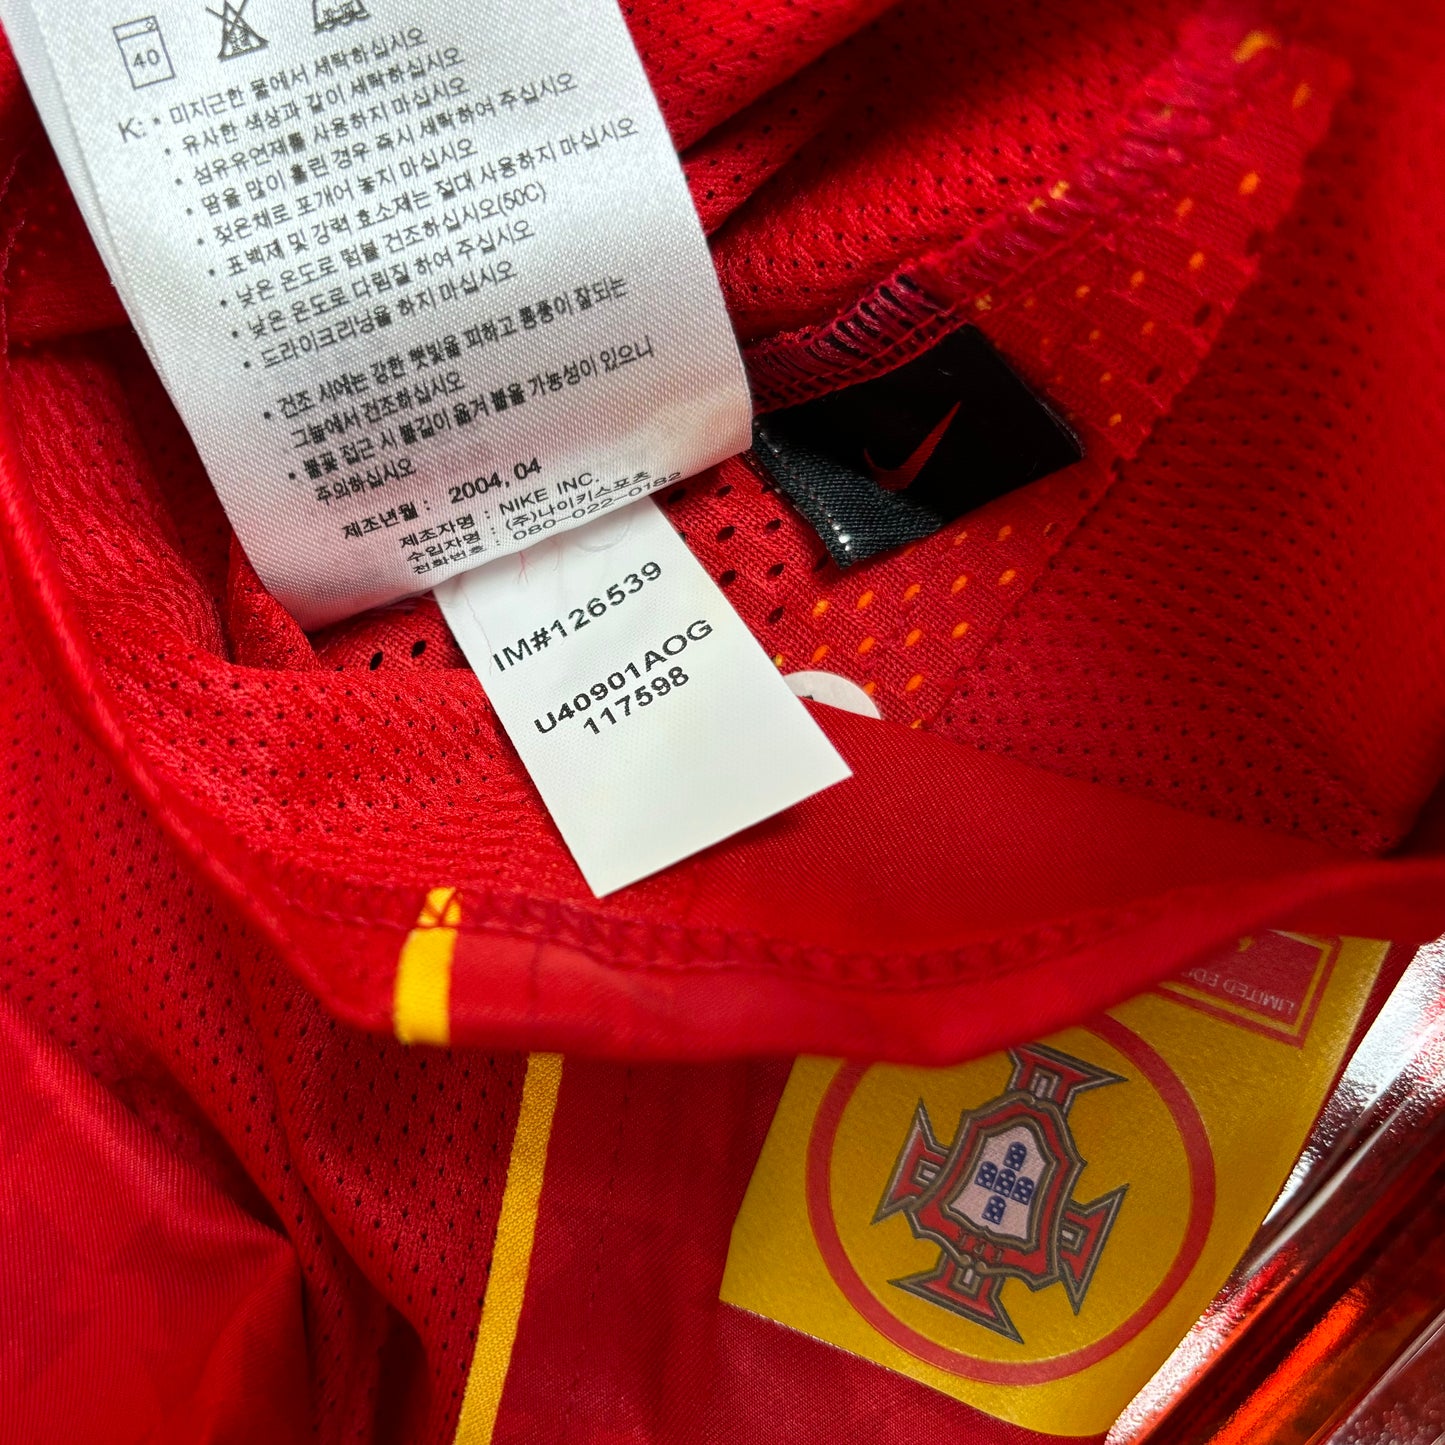 40
K: • 미지근한 물에서 세탁하십시오
• 유사한 색상과 같이 세탁하십시오
• 섬유유연제를 사용하지 마십시오
• 땀을 많이 흘린 경우 즉시 세탁하여 주십시오
• 젖은채로 포개어 놓지 마십시오
• 표백제 및 강력 효소제는 절대 사용하지 마십시오
• 낮은 온도로 텀블 건조하십시오(50C)
• 낮은 온도로 다림질 하여 주십시오
• 드라이크리닝을 하지 마십시오
• 건조 시에는 강한 햇빛을 피하고 통풍이 잘되는
그늘에서 건조하십시오
• 불꽃 접근 시 불길이 옮겨 붙을 가능성이 있으니
주의하십시오
제조년월 : 2004, 04
제조자명 : NIKE, INC.
수입자명 : (주)나이키스포츠
전화번호 : 080-022-0182
IM#126539
U40901AOG
117598
LIMITED